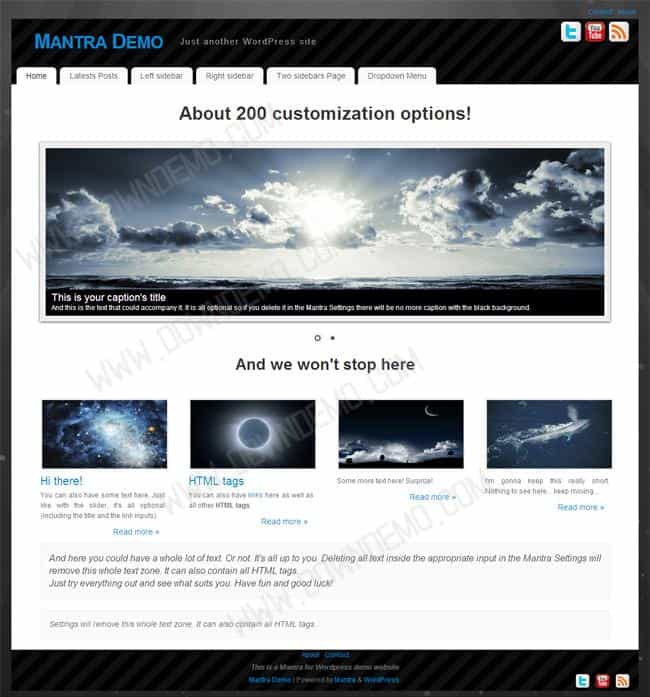 Contact About
Mantra Demo Just another WordPress site
You Tube
Home Latests Posts Left sidebar Right sidebar Two sidebars Page Dropdown Menu
About 200 customization options!
This is your caption's title
And this is the text that could accompany it. It is all optional so if you delete it in the Mantra Settings there will be no more caption with the black background.
And we won't stop here
Hi there!
You can also have some text here. Just
like with the slider, it's all optional
(including the title and the link inputs).
Read more »
HTML tags
You can also have links here as well as
all other HTML tags.
Read more »
Some more text here! Surprize!
Read more »
I'm gonna keep this really short.
Nothing to see here... keep moving...
Read more »
And here you could have a whole lot of text. Or not. It's all up to you. Deleting all text inside the appropriate input in the Mantra Settings will
remove this whole text zone. It can also contain all HTML tags...
Just try everything out and see what suits you. Have fun and good luck!
Settings will remove this whole text zone. It can also contain all HTML tags...
About Contact
This is a Mantra for Wordpress demo website
Mantra Demo | Powered by Mantra & WordPress
WWW.DOWNDEMO.COM
WWW.DOWNDEMO.COM
WWW.DOWNDEMO.COM
WWW.DOWNDEMO.COM